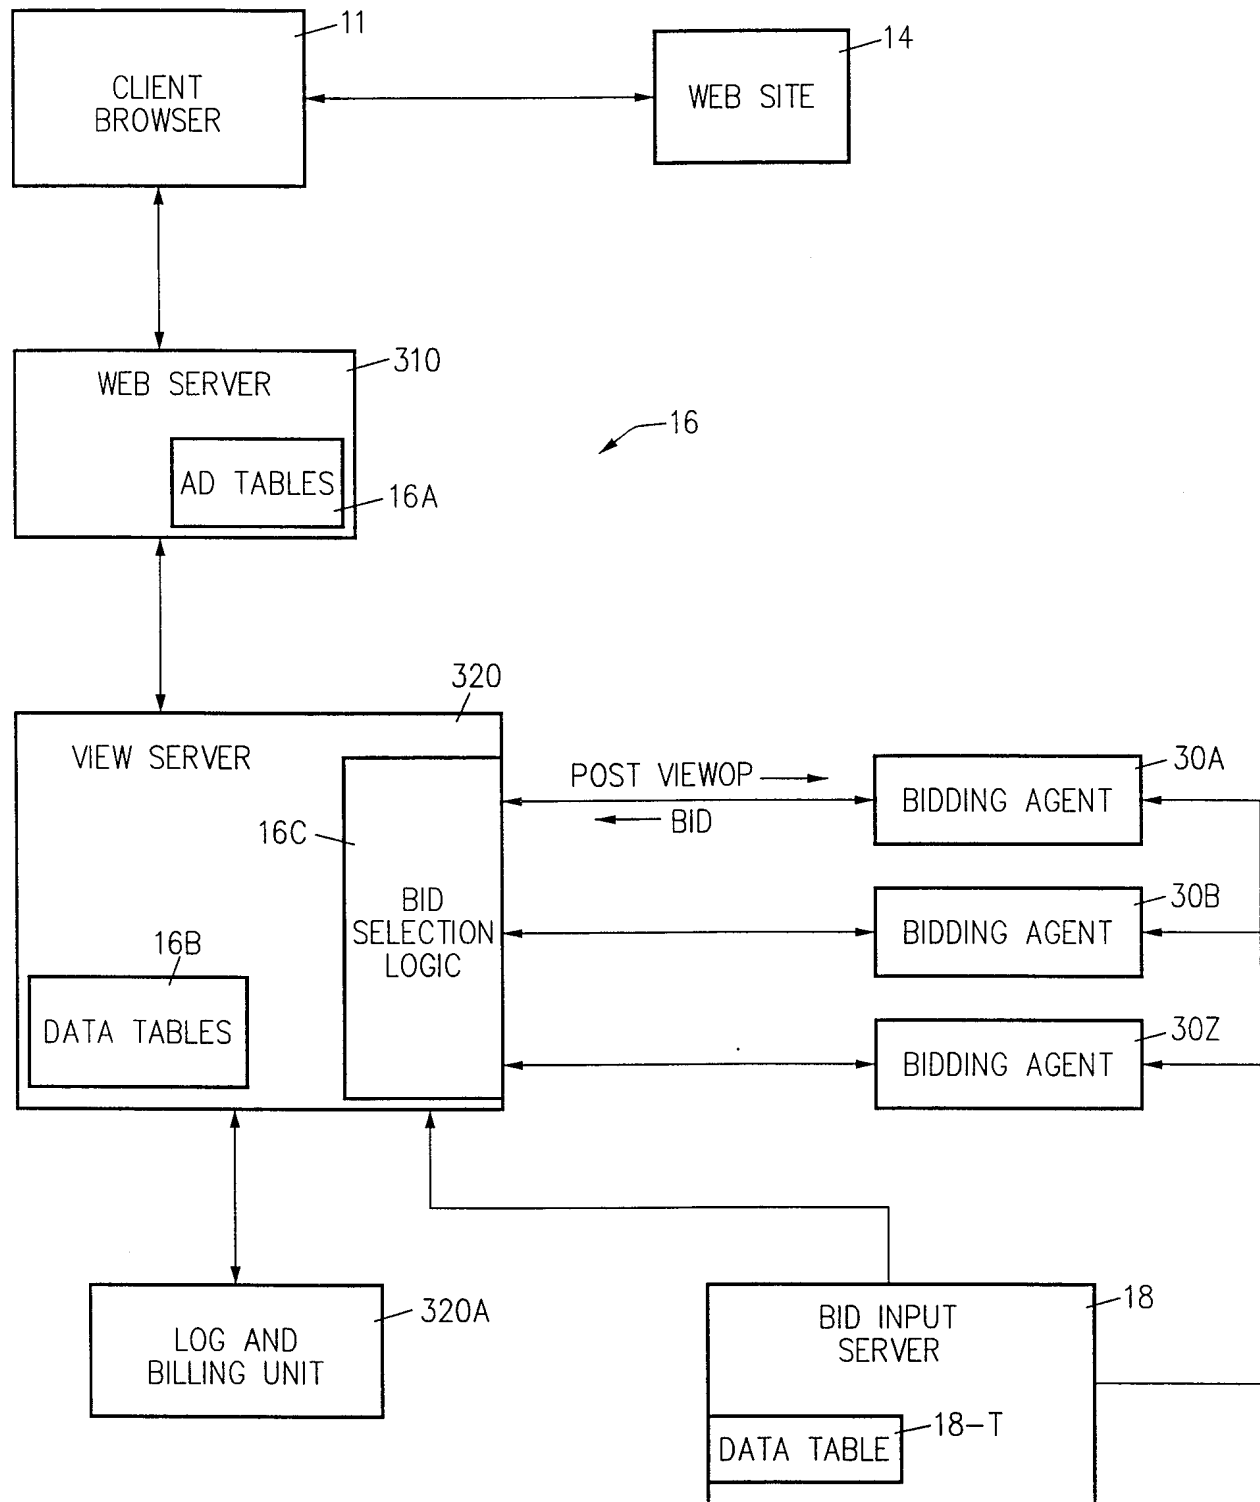 11
CLIENT
BROWSER
14
WEB SITE
310
WEB SERVER
AD TABLES
16A
16
320
VIEW SERVER
16C
BID
SELECTION
LOGIC
16B
DATA TABLES
POST VIEWOP
BID
30A
BIDDING AGENT
30B
BIDDING AGENT
30Z
BIDDING AGENT
320A
LOG AND
BILLING UNIT
18
BID INPUT
SERVER
18-T
DATA TABLE